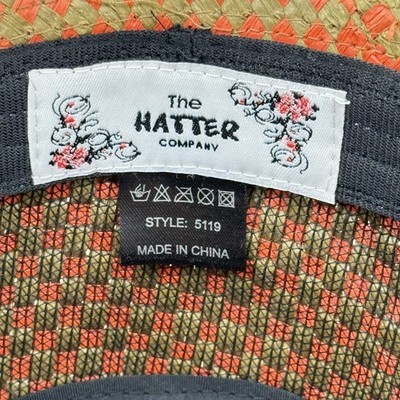 The
HATTER
COMPANY
STYLE: 5119
MADE IN CHINA